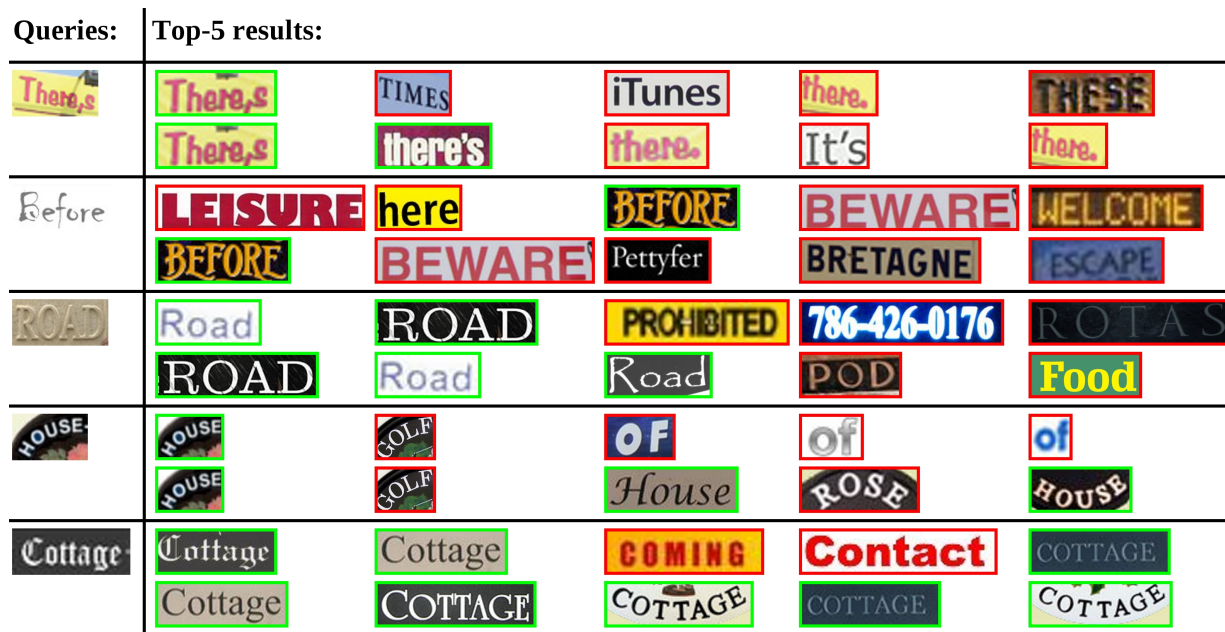 Queries: Top-5 results:
There,s There,s TIMES iTunes there. THESE
There,s there's there. It's there.
Before LEISURE here BEFORE BEWARE WELCOME
BEFORE BEWARE Pettyfer BRETAGNE ESCAPE
ROAD Road ROAD PROHIBITED 786-426-0176 ROTAS
ROAD Road Road POD Food
HOUSE HOUSE GOLF OF of of
HOUSE GOLF House ROSE HOUSE
Cottage Cottage Cottage COMING Contact COTTAGE
Cottage COTTAGE COTTAGE COTTAGE COTTAGE